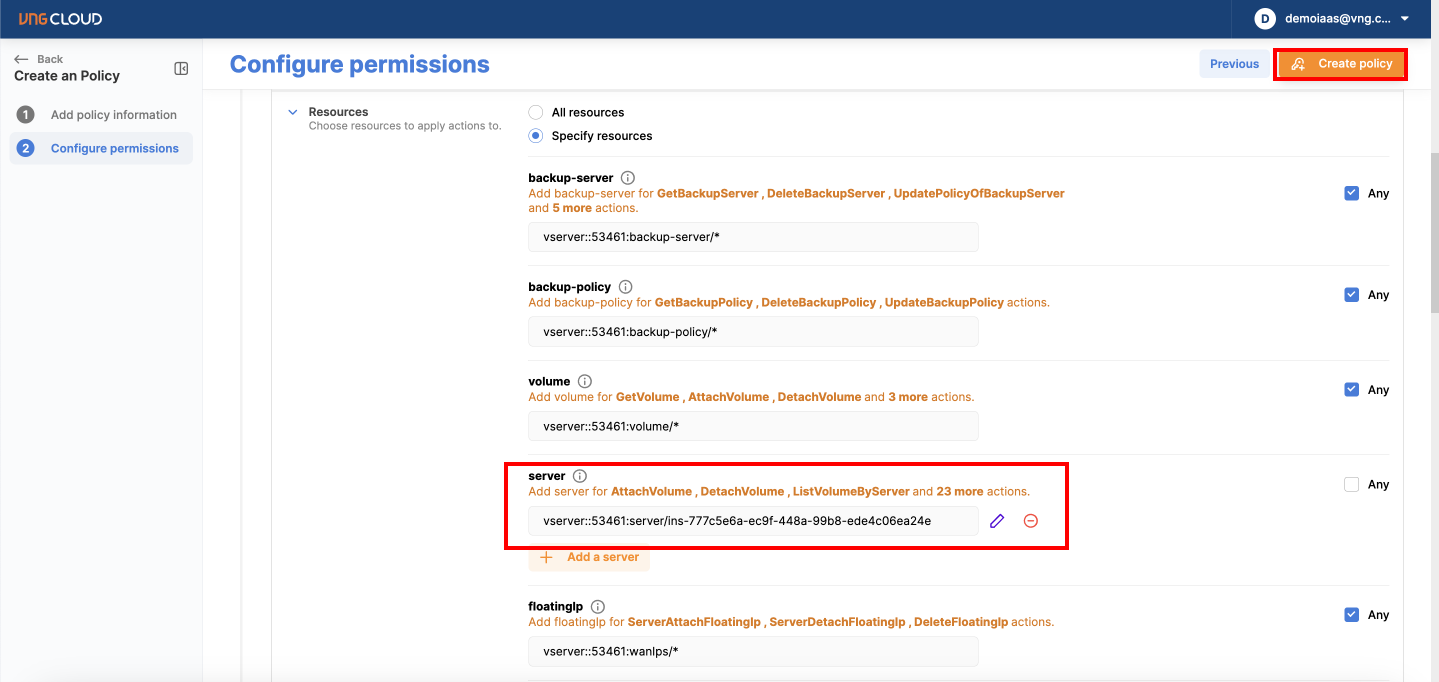 VNG CLOUD
D demoiaas@vng.c...
Back
Create an Policy
1 Add policy information
2 Configure permissions
Configure permissions
Previous
Create policy
Resources
Choose resources to apply actions to.
All resources
Specify resources
backup-server
Add backup-server for GetBackupServer , DeleteBackupServer , UpdatePolicyOfBackupServer
and 5 more actions.
Any
vserver::53461:backup-server/*
backup-policy
Add backup-policy for GetBackupPolicy , DeleteBackupPolicy , UpdateBackupPolicy actions.
Any
vserver::53461:backup-policy/*
volume
Add volume for GetVolume , AttachVolume , DetachVolume and 3 more actions.
Any
vserver::53461:volume/*
server
Add server for AttachVolume , DetachVolume , ListVolumeByServer and 23 more actions.
Any
vserver::53461:server/ins-777c5e6a-ec9f-448a-99b8-ede4c06ea24e
Add a server
floatingIp
Add floatingIp for ServerAttachFloatingIp , ServerDetachFloatingIp , DeleteFloatingIp actions.
Any
vserver::53461:wanIps/*